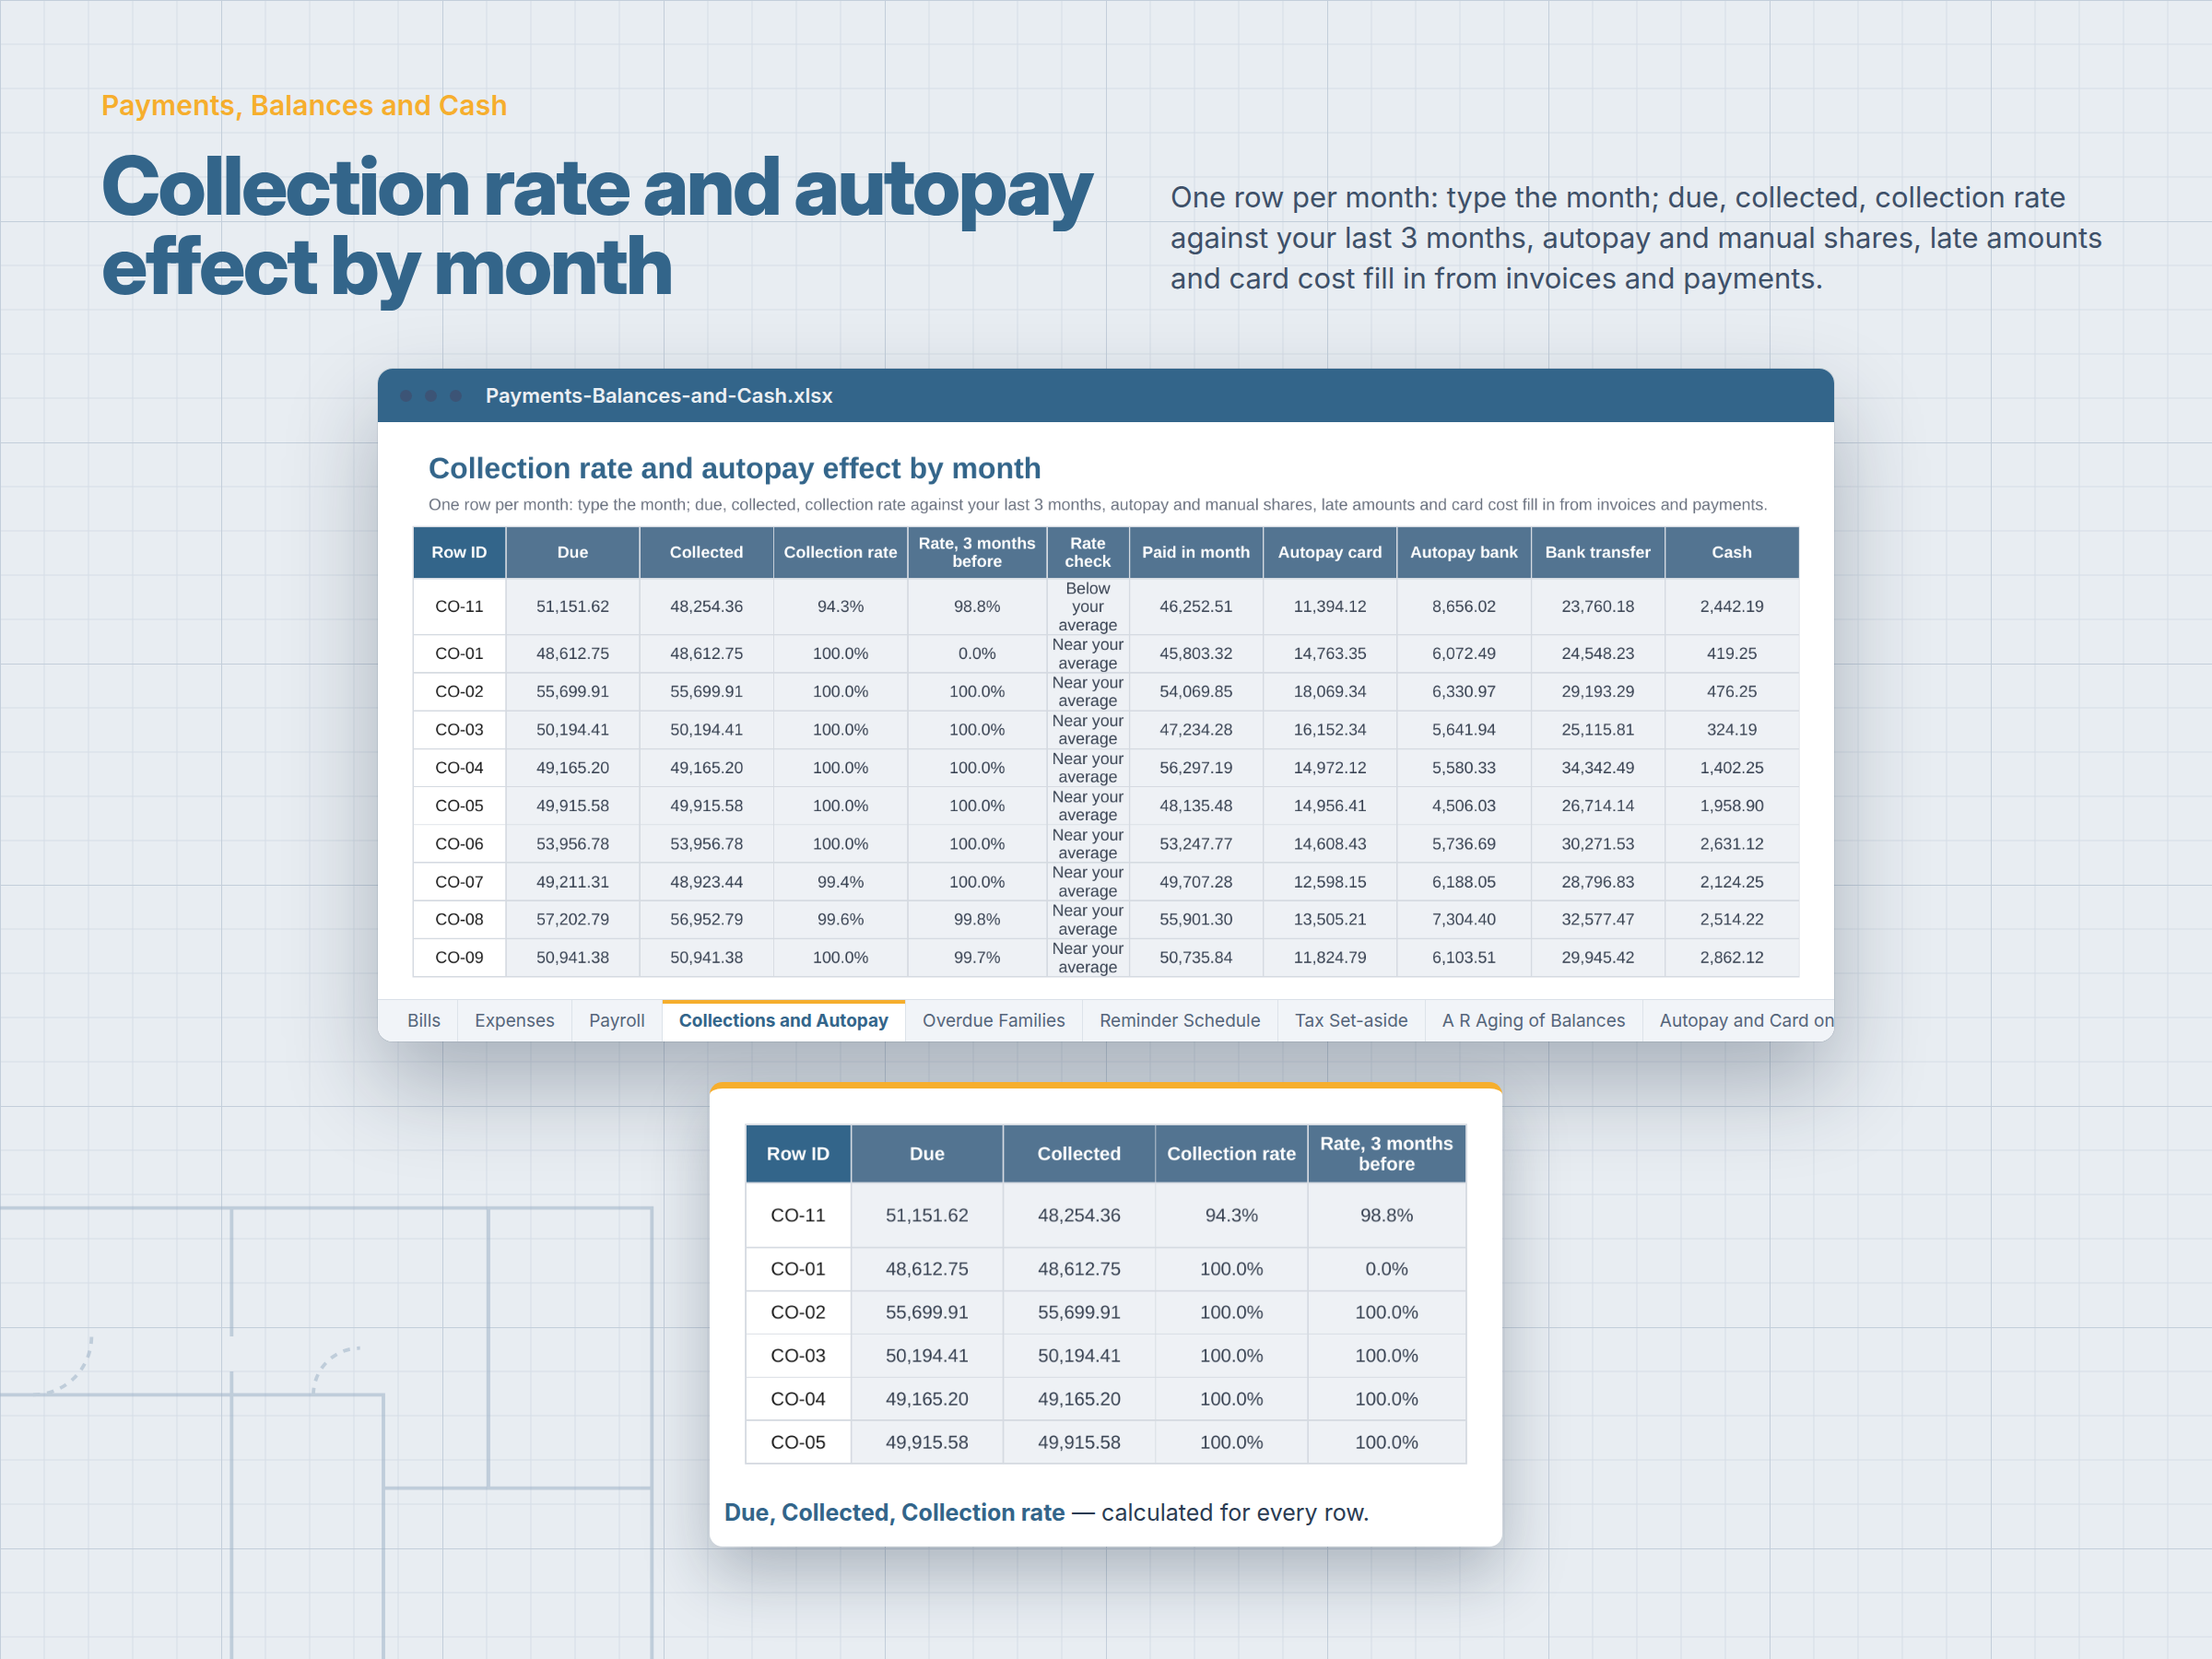 Payments, Balances and Cash
Collection rate and autopay
effect by month
One row per month: type the month; due, collected, collection rate
against your last 3 months, autopay and manual shares, late amounts
and card cost fill in from invoices and payments.
Payments-Balances-and-Cash.xlsx
Collection rate and autopay effect by month
One row per month: type the month; due, collected, collection rate against your last 3 months, autopay and manual shares, late amounts and card cost fill in from invoices and payments.
Row ID Due Collected Collection rate Rate, 3 months before Rate check Paid in month Autopay card Autopay bank Bank transfer Cash
CO-11 51,151.62 48,254.36 94.3% 98.8% Below your average 46,252.51 11,394.12 8,656.02 23,760.18 2,442.19
CO-01 48,612.75 48,612.75 100.0% 0.0% Near your average 45,803.32 14,763.35 6,072.49 24,548.23 419.25
CO-02 55,699.91 55,699.91 100.0% 100.0% Near your average 54,069.85 18,069.34 6,330.97 29,193.29 476.25
CO-03 50,194.41 50,194.41 100.0% 100.0% Near your average 47,234.28 16,152.34 5,641.94 25,115.81 324.19
CO-04 49,165.20 49,165.20 100.0% 100.0% Near your average 56,297.19 14,972.12 5,580.33 34,342.49 1,402.25
CO-05 49,915.58 49,915.58 100.0% 100.0% Near your average 48,135.48 14,956.41 4,506.03 26,714.14 1,958.90
CO-06 53,956.78 53,956.78 100.0% 100.0% Near your average 53,247.77 14,608.43 5,736.69 30,271.53 2,631.12
CO-07 49,211.31 48,923.44 99.4% 100.0% Near your average 49,707.28 12,598.15 6,188.05 28,796.83 2,124.25
CO-08 57,202.79 56,952.79 99.6% 99.8% Near your average 55,901.30 13,505.21 7,304.40 32,577.47 2,514.22
CO-09 50,941.38 50,941.38 100.0% 99.7% Near your average 50,735.84 11,824.79 6,103.51 29,945.42 2,862.12
Bills Expenses Payroll Collections and Autopay Overdue Families Reminder Schedule Tax Set-aside A R Aging of Balances Autopay and Card on
Row ID Due Collected Collection rate Rate, 3 months before
CO-11 51,151.62 48,254.36 94.3% 98.8%
CO-01 48,612.75 48,612.75 100.0% 0.0%
CO-02 55,699.91 55,699.91 100.0% 100.0%
CO-03 50,194.41 50,194.41 100.0% 100.0%
CO-04 49,165.20 49,165.20 100.0% 100.0%
CO-05 49,915.58 49,915.58 100.0% 100.0%
Due, Collected, Collection rate — calculated for every row.